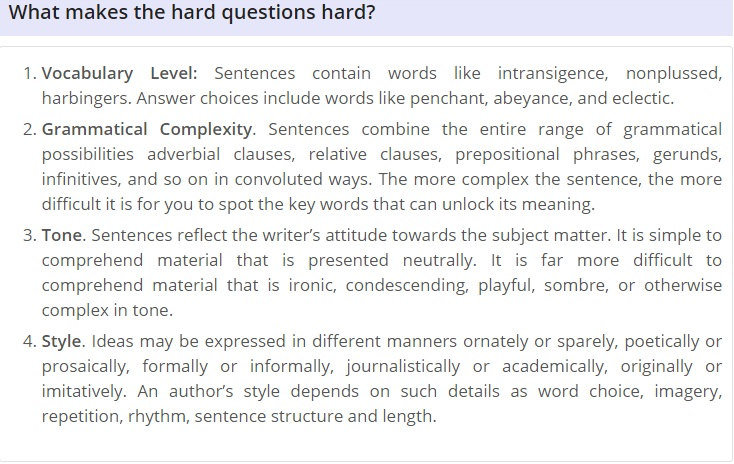 What makes the hard questions hard?
1. Vocabulary Level: Sentences contain words like intransigence, nonplussed,
harbingers. Answer choices include words like penchant, abeyance, and eclectic.
2. Grammatical Complexity. Sentences combine the entire range of grammatical
possibilities adverbial clauses, relative clauses, prepositional phrases, gerunds,
infinitives, and so on in convoluted ways. The more complex the sentence, the more
difficult it is for you to spot the key words that can unlock its meaning.
3. Tone. Sentences reflect the writer’s attitude towards the subject matter. It is simple to
comprehend material that is presented neutrally. It is far more difficult to
comprehend material that is ironic, condescending, playful, sombre, or otherwise
complex in tone.
4. Style. Ideas may be expressed in different manners ornately or sparely, poetically or
prosaically, formally or informally, journalistically or academically, originally or
imitatively. An author’s style depends on such details as word choice, imagery,
repetition, rhythm, sentence structure and length.